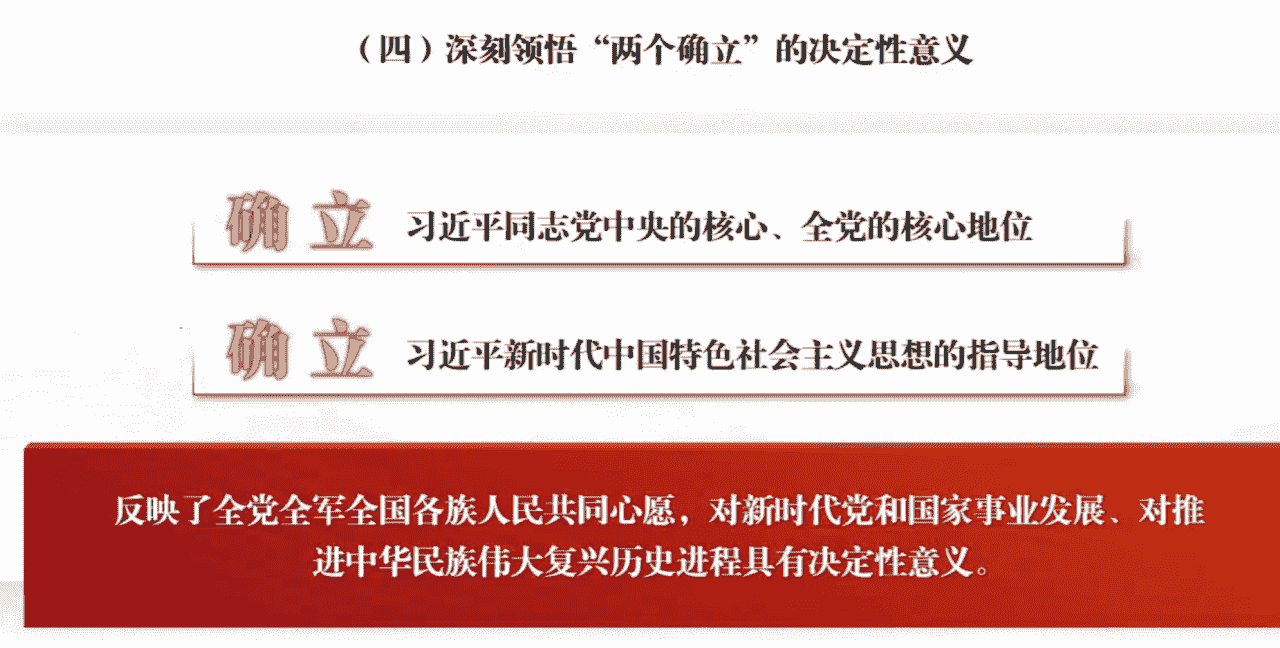 （四）深刻领悟“两个确立”的决定性意义
确立 习近平同志党中央的核心、全党的核心地位
确立 习近平新时代中国特色社会主义思想的指导地位
反映了全党全军全国各族人民共同心愿，对新时代党和国家事业发展、对推
进中华民族伟大复兴历史进程具有决定性意义。